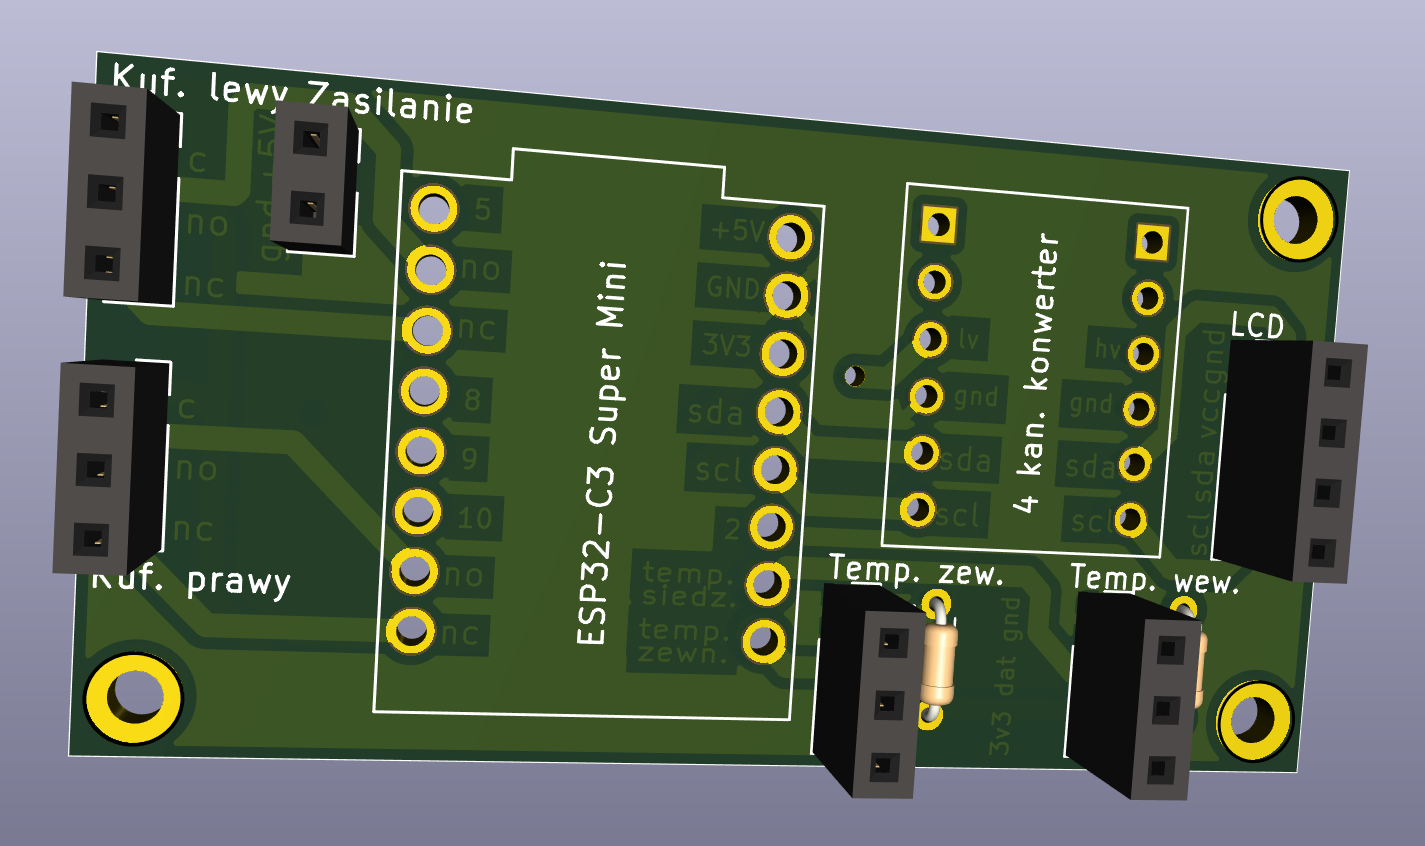 Kuf. lewy
Zasilanie
+5V
gnd
c
no
nc
c
no
nc
Kuf. prawy
5
no
nc
8
9
10
no
nc
ESP32-C3 Super Mini
+5V
GND
3V3
sda
scl
2
temp.
siedz.
temp.
zewn.
lv
gnd
sda
scl
4 kan. konwerter
hv
gnd
sda
scl
LCD
scl sda vcc gnd
Temp. zew.
3v3 dat gnd
Temp. wew.